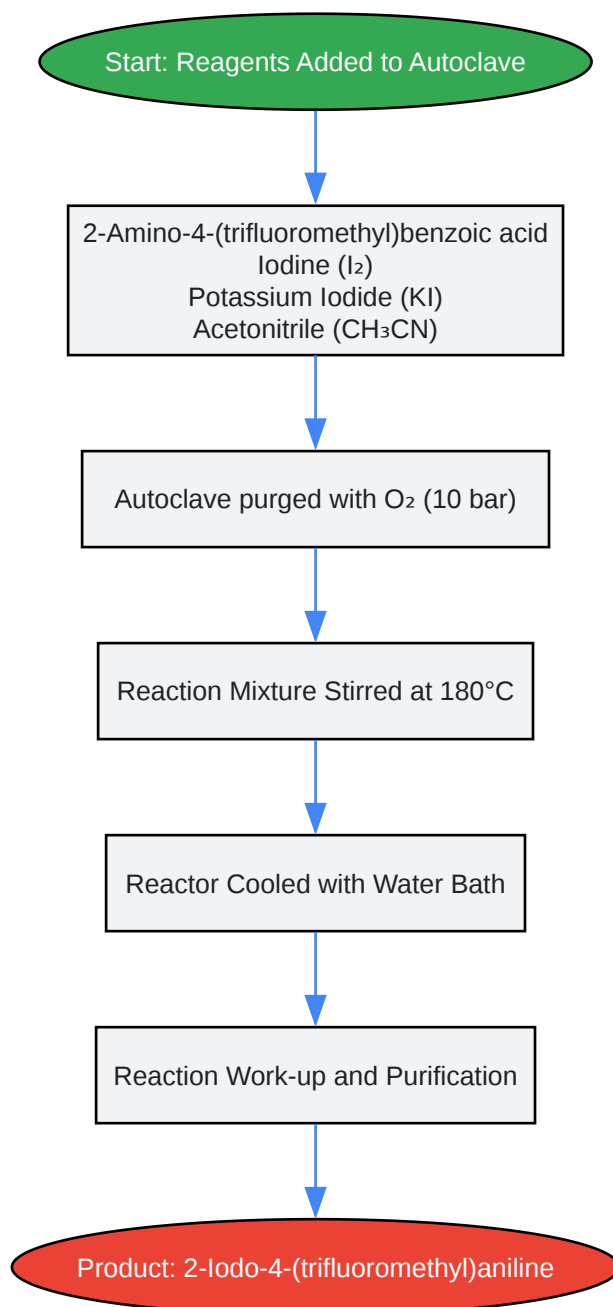 Start: Reagents Added to Autoclave
2-Amino-4-(trifluoromethyl)benzoic acid
Iodine (I₂)
Potassium Iodide (KI)
Acetonitrile (CH₃CN)
Autoclave purged with O₂ (10 bar)
Reaction Mixture Stirred at 180°C
Reactor Cooled with Water Bath
Reaction Work-up and Purification
Product: 2-Iodo-4-(trifluoromethyl)aniline